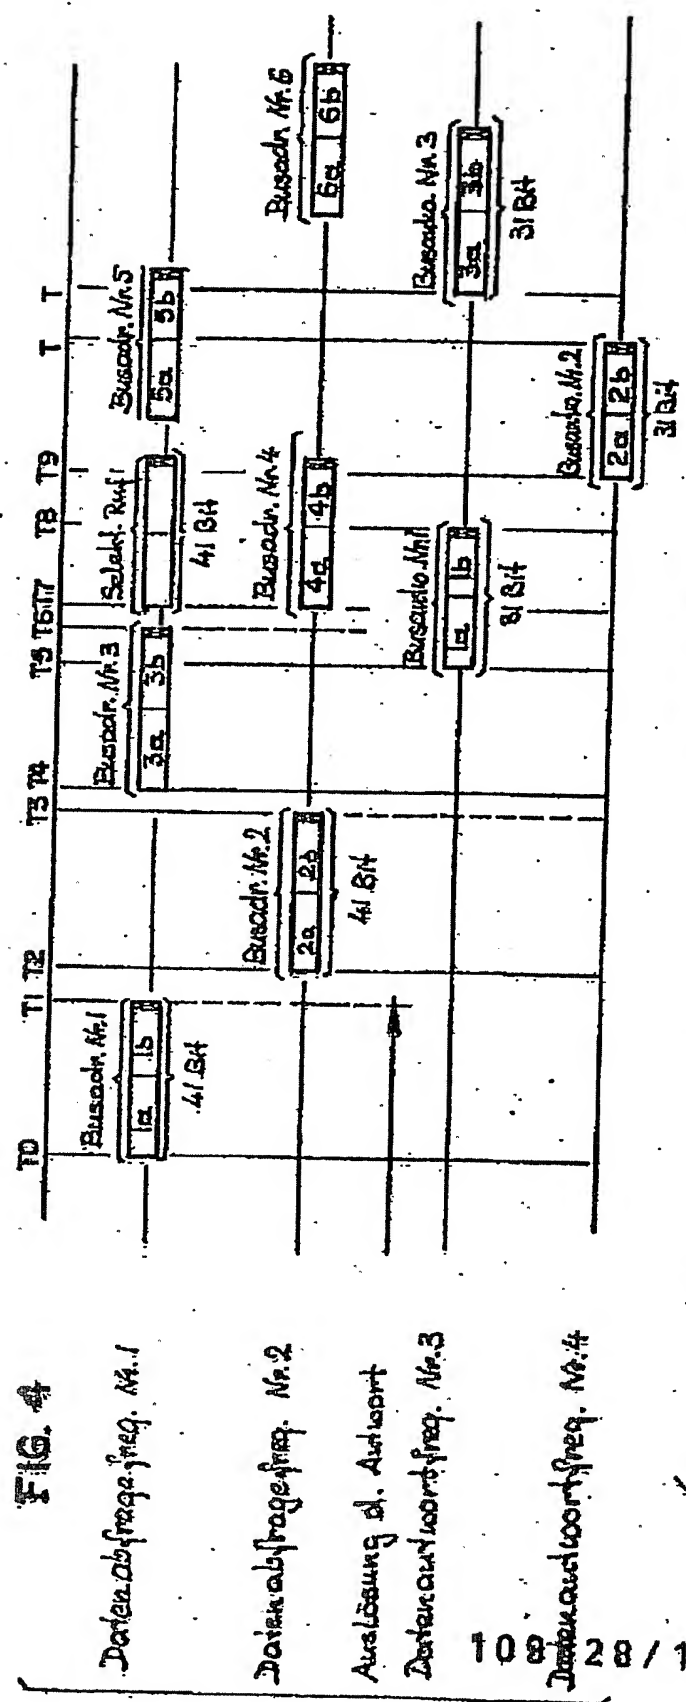 FIG. 4
T0 T1 T2 T3 T4 T5 T6 T7 T8 T9 T T
Datenabfragefreq. Nr. 1
Busadr. Nr. 1
1a 1b
41 Bit
Busadr. Nr. 3
3a 3b
Selekt. Ruf 1
41 Bit
Busadr. Nr. 5
5a 5b
Datenabfragefreq. Nr. 2
Busadr. Nr. 2
2a 2b
41 Bit
Busadr. Nr. 4
4a 4b
Busadr. Nr. 6
6a 6b
Auslösung d. Antwort
Datenantwortfreq. Nr. 3
Busantw. Nr. 1
1a 1b
31 Bit
Busantw. Nr. 3
3a 3b
31 Bit
Datenantwortfreq. Nr. 4
Busantw. Nr. 2
2a 2b
31 Bit
28 / 1